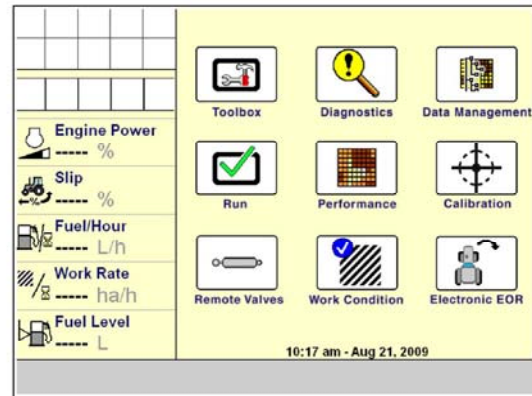 Engine Power
----- %
Slip
----- %
←%
Fuel/Hour
----- L/h
Work Rate
----- ha/h
Fuel Level
----- L
Toolbox
Diagnostics
Data Management
Run
Performance
Calibration
Remote Valves
Work Condition
Electronic EOR
10:17 am - Aug 21, 2009